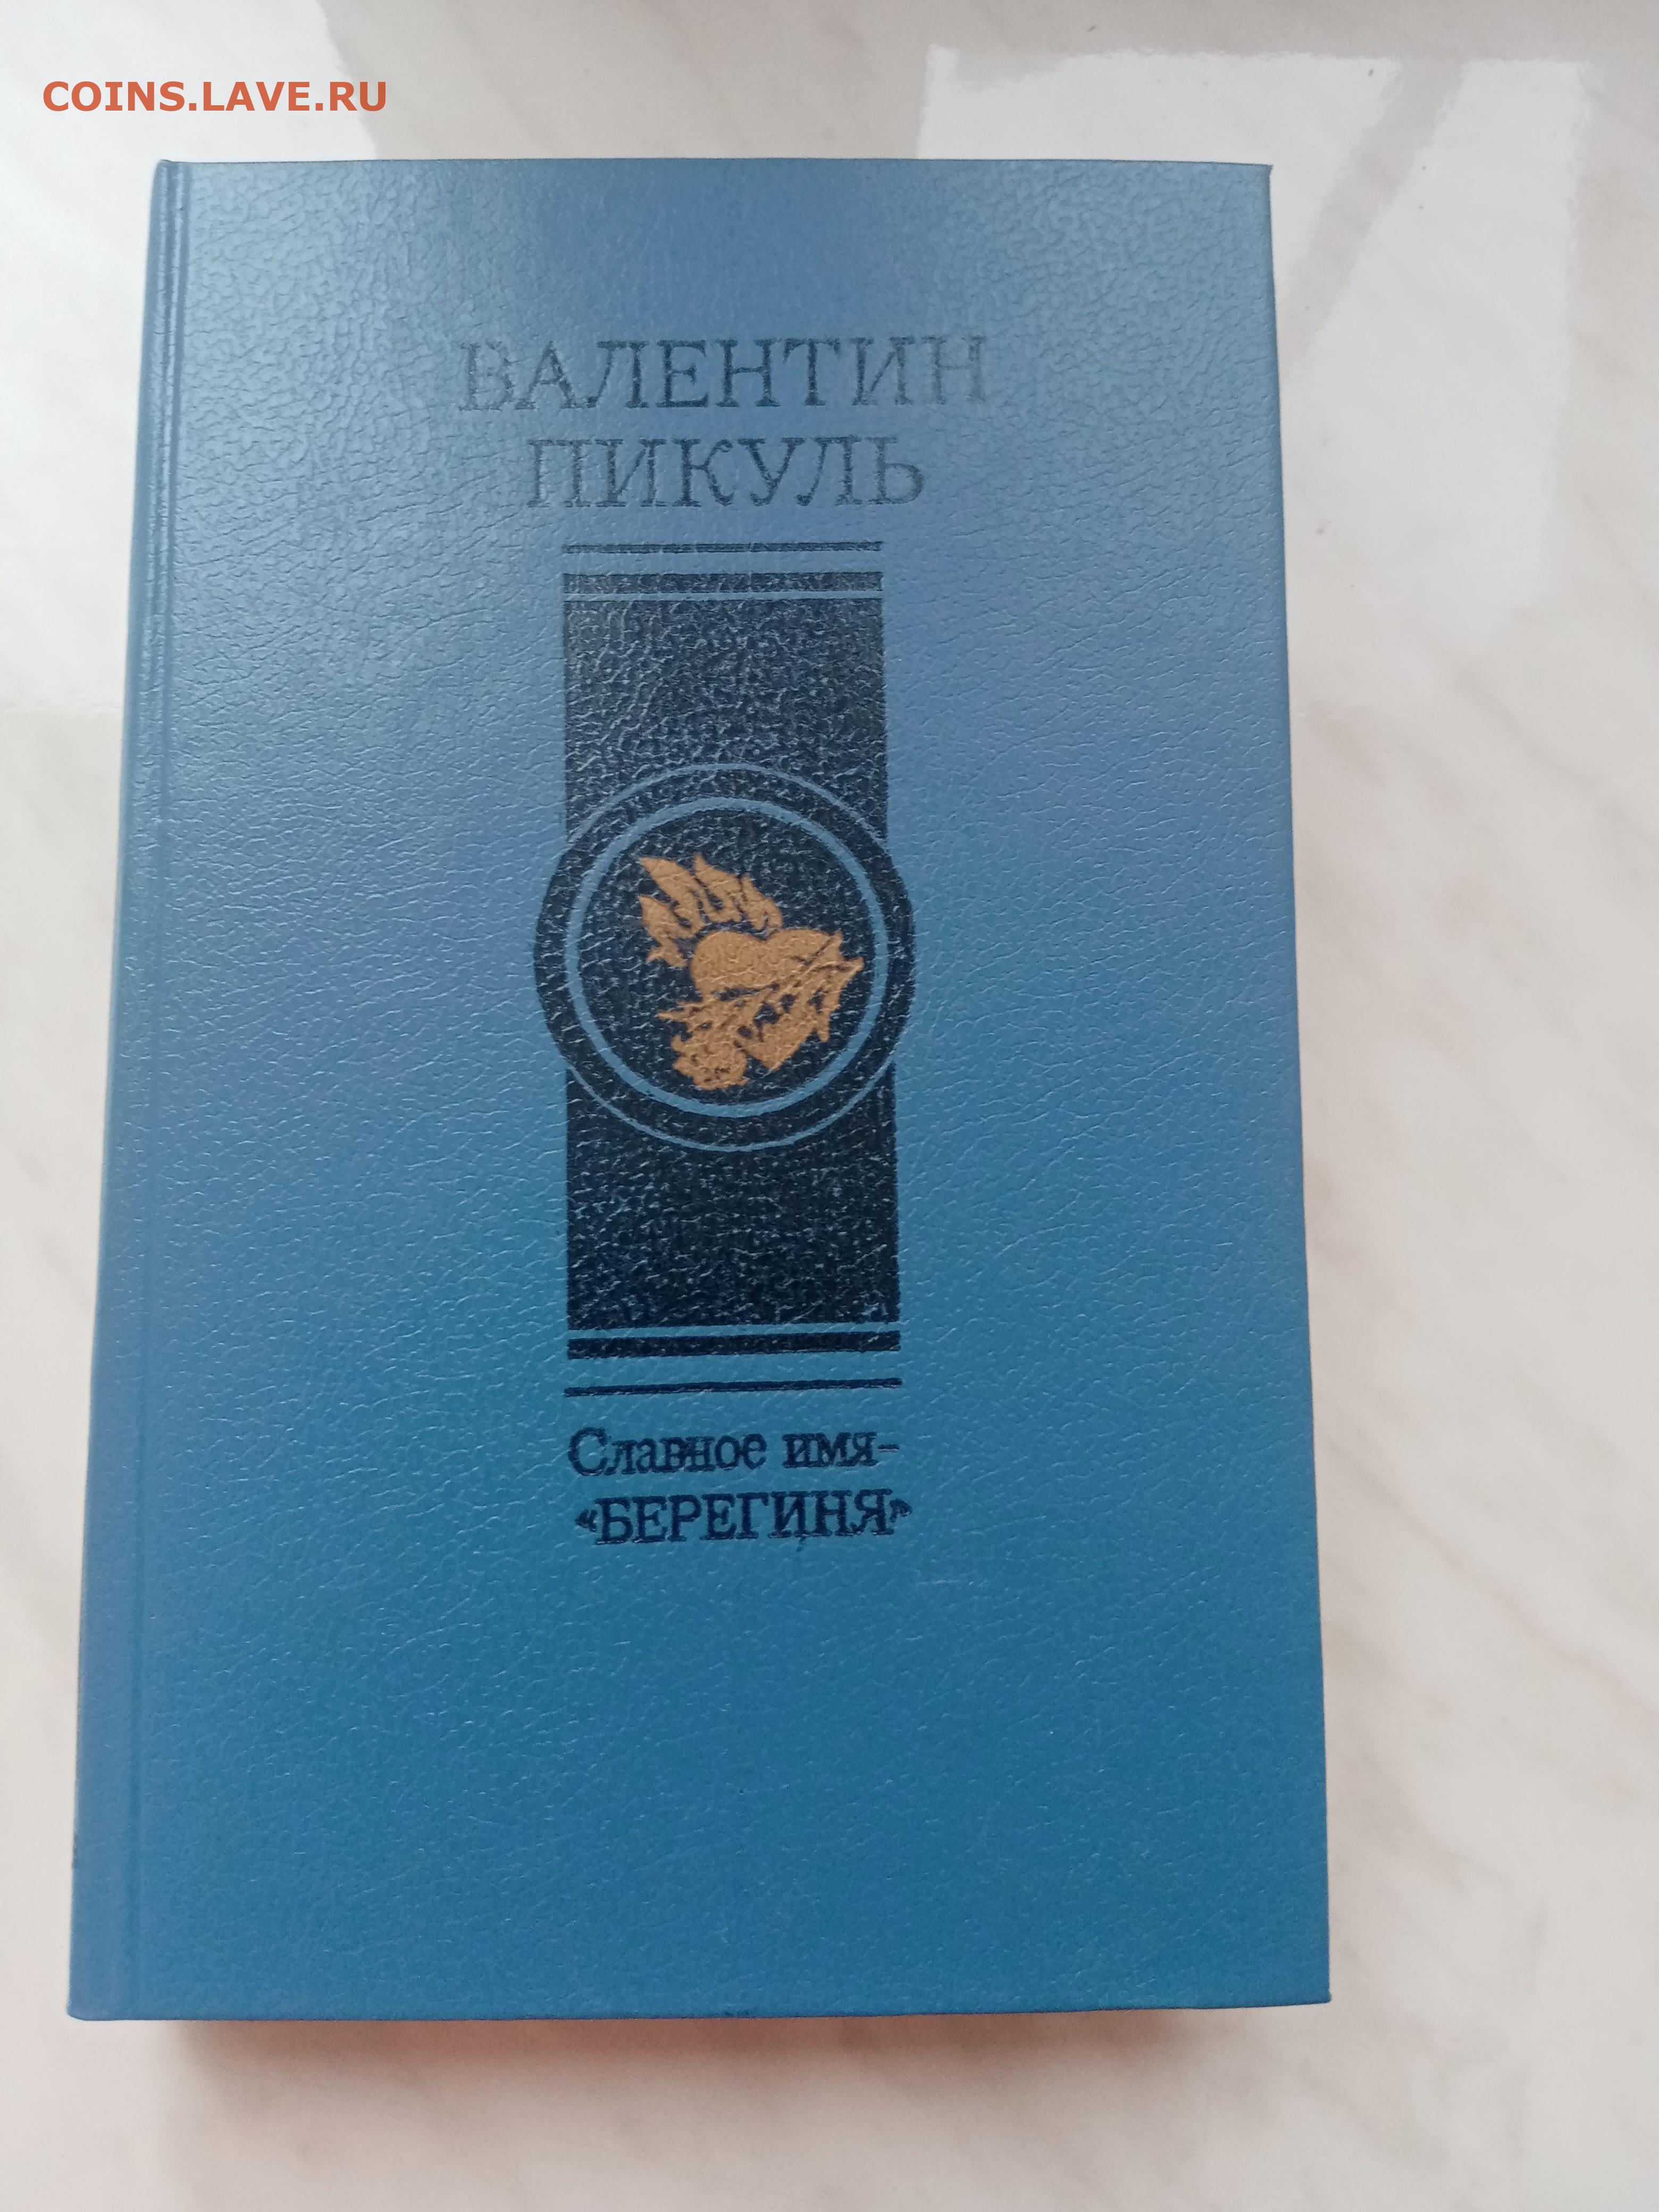 COINS.LAVE.RU
ВАЛЕНТИН
ПИКУЛЬ
Славное имя-
«БЕРЕГИНЯ»